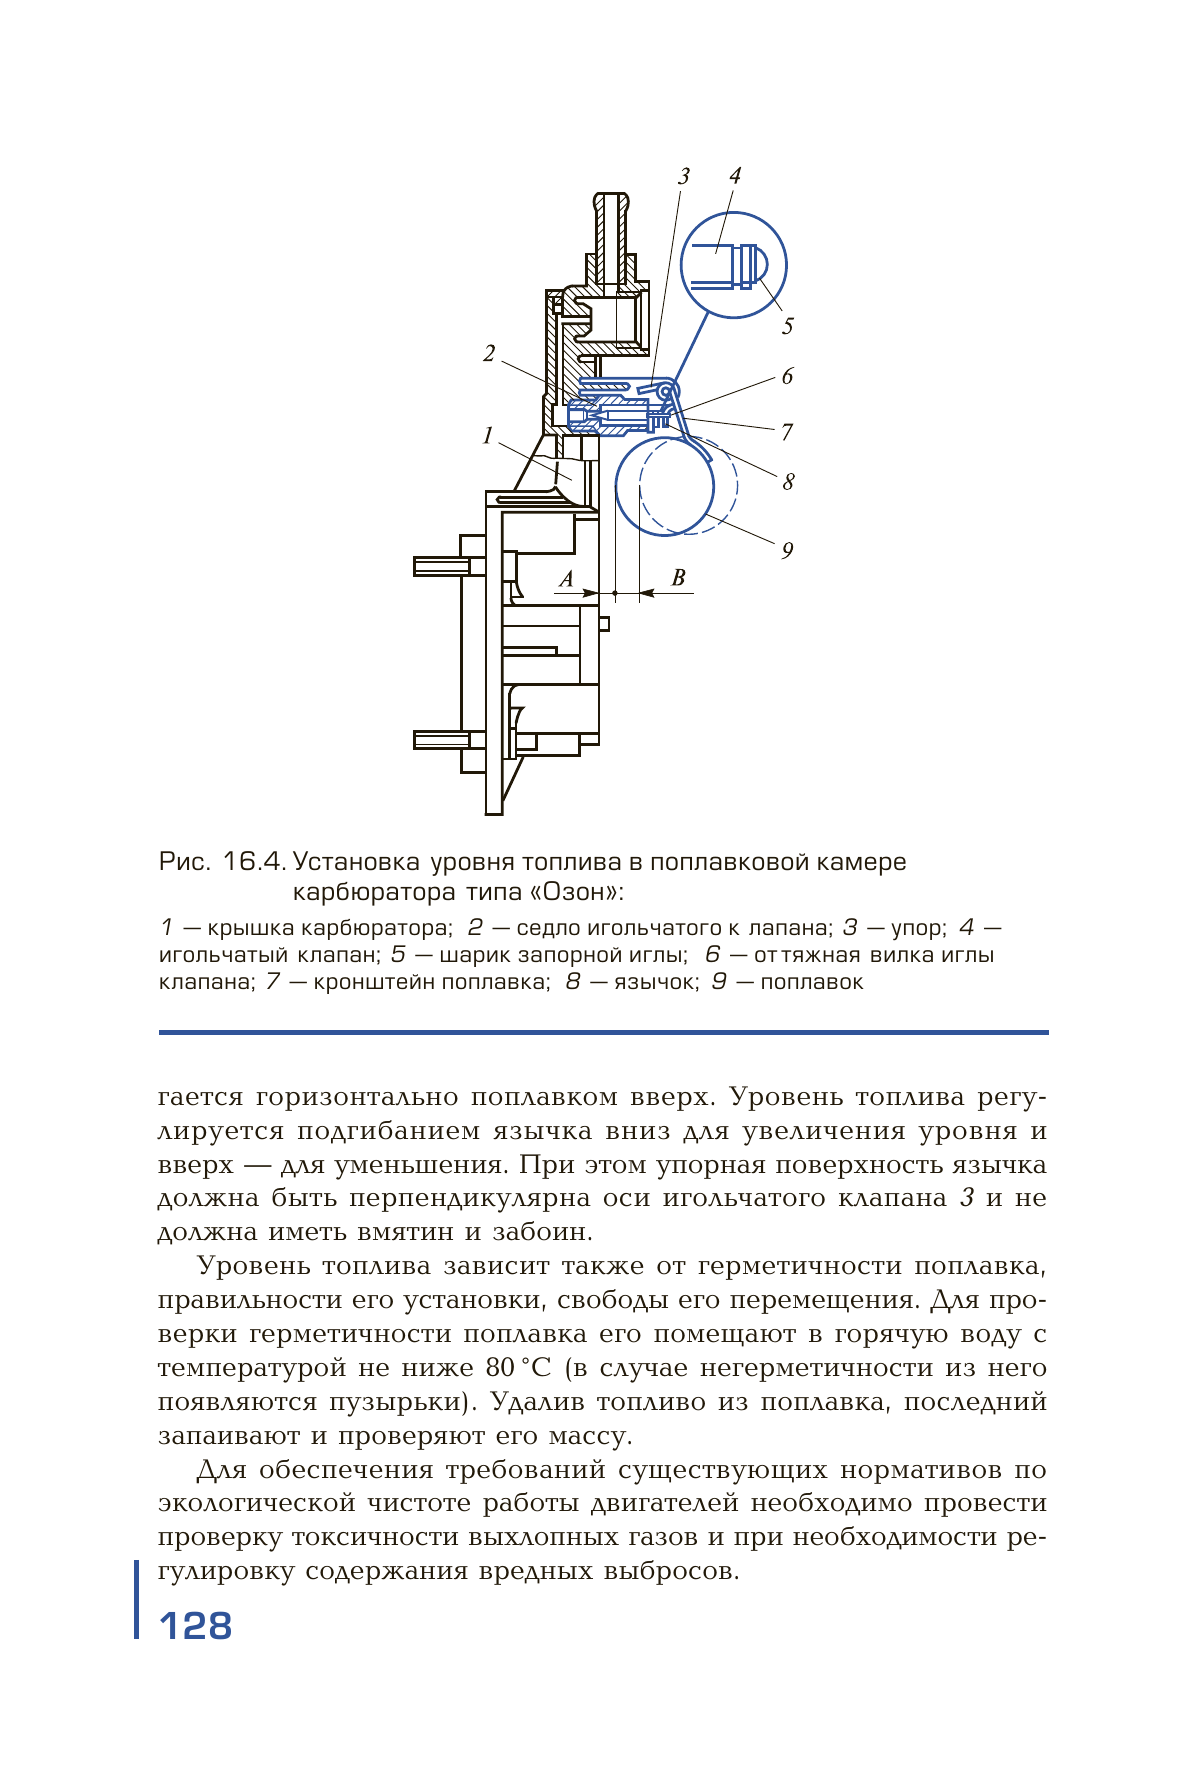 3 4
5
2
6
1
7
8
9
A B
Рис. 16.4. Установка уровня топлива в поплавковой камере
карбюратора типа «Озон»:
1 — крышка карбюратора; 2 — седло игольчатого к лапана; 3 — упор; 4 —
игольчатый клапан; 5 — шарик запорной иглы; 6 — оттяжная вилка иглы
клапана; 7 — кронштейн поплавка; 8 — язычок; 9 — поплавок
гается горизонтально поплавком вверх. Уровень топлива регу-
лируется подгибанием язычка вниз для увеличения уровня и
вверх — для уменьшения. При этом упорная поверхность язычка
должна быть перпендикулярна оси игольчатого клапана 3 и не
должна иметь вмятин и забоин.
Уровень топлива зависит также от герметичности поплавка,
правильности его установки, свободы его перемещения. Для про-
верки герметичности поплавка его помещают в горячую воду с
температурой не ниже 80 °С (в случае негерметичности из него
появляются пузырьки). Удалив топливо из поплавка, последний
запаивают и проверяют его массу.
Для обеспечения требований существующих нормативов по
экологической чистоте работы двигателей необходимо провести
проверку токсичности выхлопных газов и при необходимости ре-
гулировку содержания вредных выбросов.
128